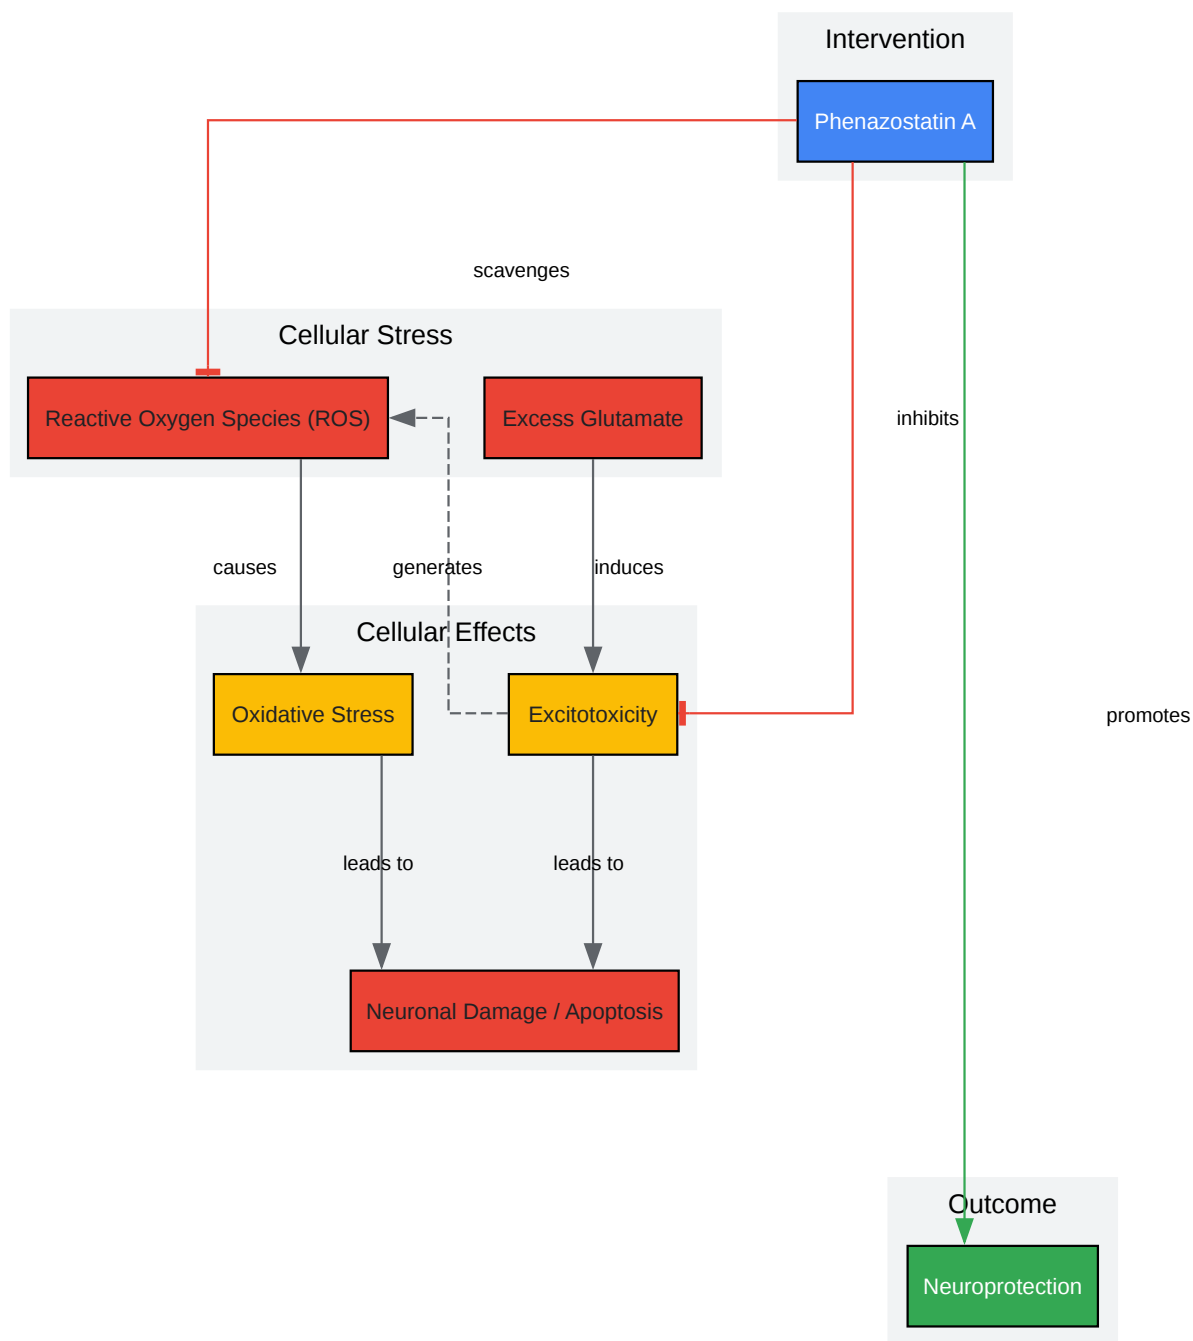 Intervention
Phenazostatin A
scavenges
Cellular Stress
Reactive Oxygen Species (ROS)
Excess Glutamate
inhibits
causes
generates
induces
Cellular Effects
Oxidative Stress
Excitotoxicity
promotes
leads to
leads to
Neuronal Damage / Apoptosis
Outcome
Neuroprotection